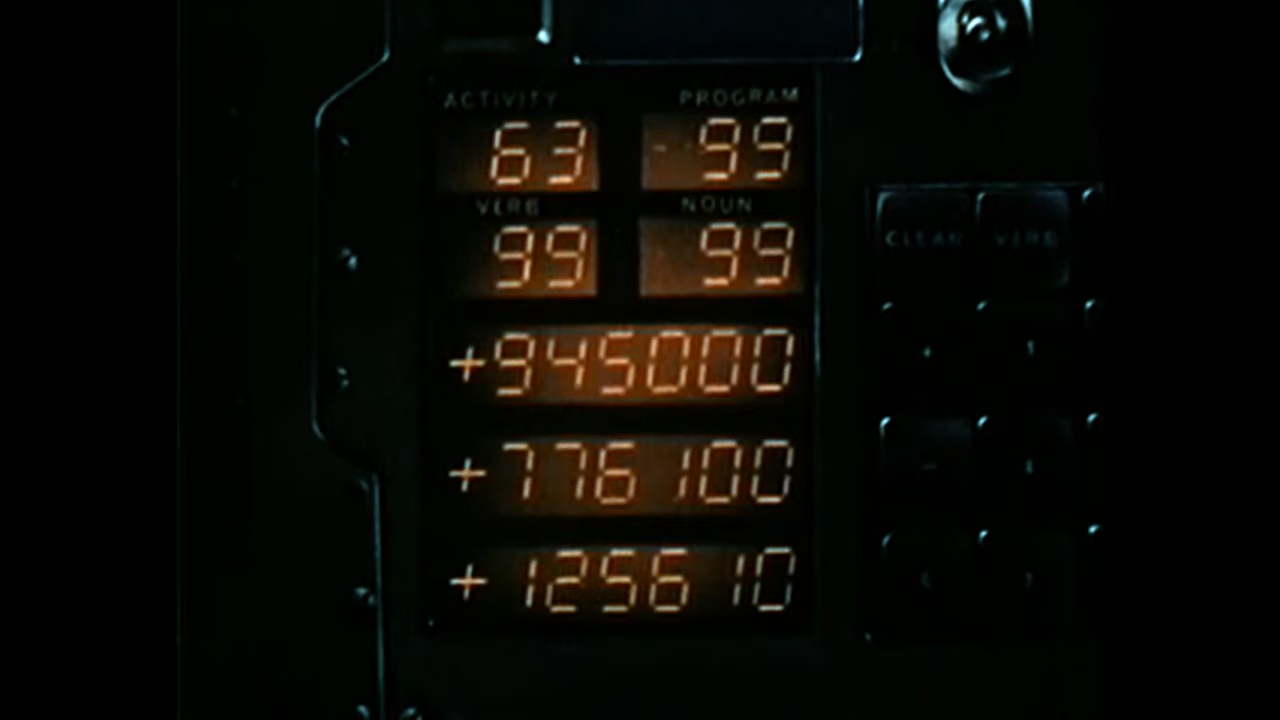 ACTIVITY PROGRAM
63 99
VERB NOUN
99 99
+945000
+776100
+125610
CLEAR VERB